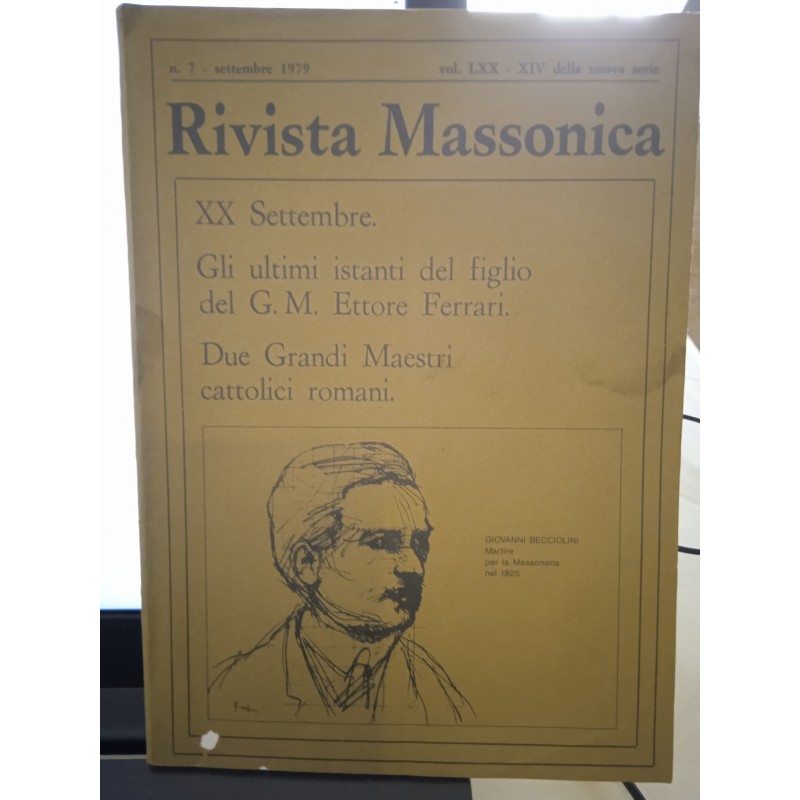 n. 7 - settembre 1979
vol. LXX - XIV della nuova serie
Rivista Massonica
XX Settembre.
Gli ultimi istanti del figlio
del G. M. Ettore Ferrari.
Due Grandi Maestri
cattolici romani.
GIOVANNI BECCIOLINI
Martire
per la Massoneria
nel 1925